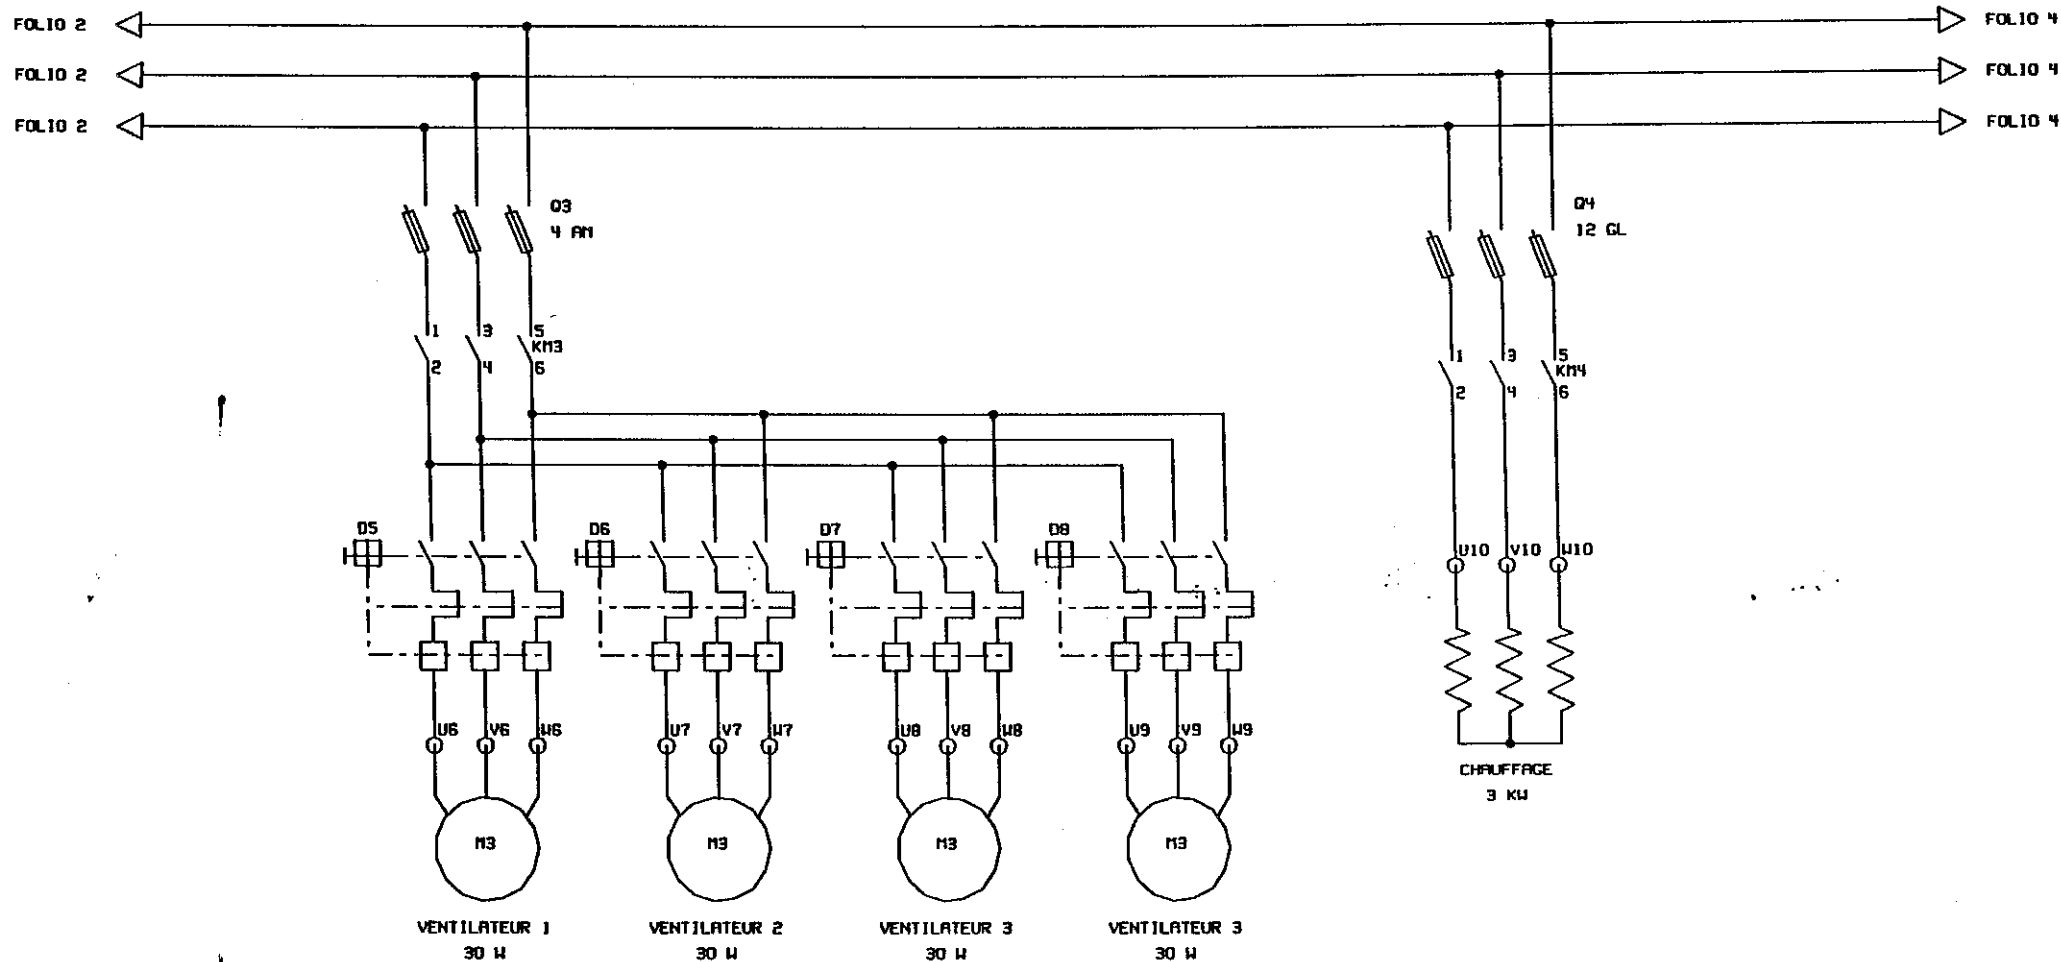 FOLIO 2
FOLIO 4
FOLIO 2
FOLIO 4
FOLIO 2
FOLIO 4
Q3
4 AM
Q4
12 GL
1 3 5
KM3
2 4 6
1 3 5
KM4
2 4 6
D5 D6 D7 D8
U10 V10 W10
U6 V6 W6 U7 V7 W7 U8 V8 W8 U9 V9 W9
CHAUFFAGE
3 KW
M3 M3 M3 M3
VENTILATEUR 1 VENTILATEUR 2 VENTILATEUR 3 VENTILATEUR 3
30 W 30 W 30 W 30 W